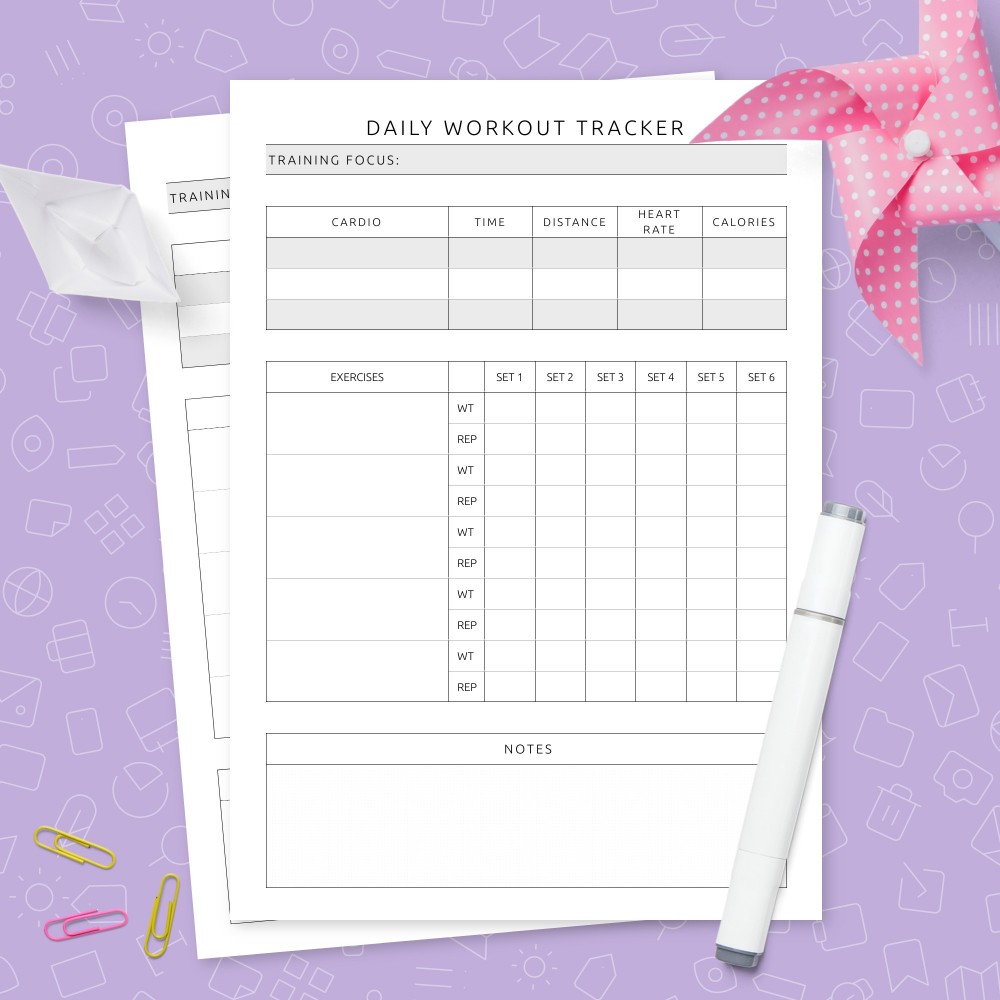 DAILY WORKOUT TRACKER
TRAINING FOCUS:
TRAININ
CARDIO TIME DISTANCE HEART RATE CALORIES
EXERCISES SET 1 SET 2 SET 3 SET 4 SET 5 SET 6
WT
REP
WT
REP
WT
REP
WT
REP
WT
REP
NOTES